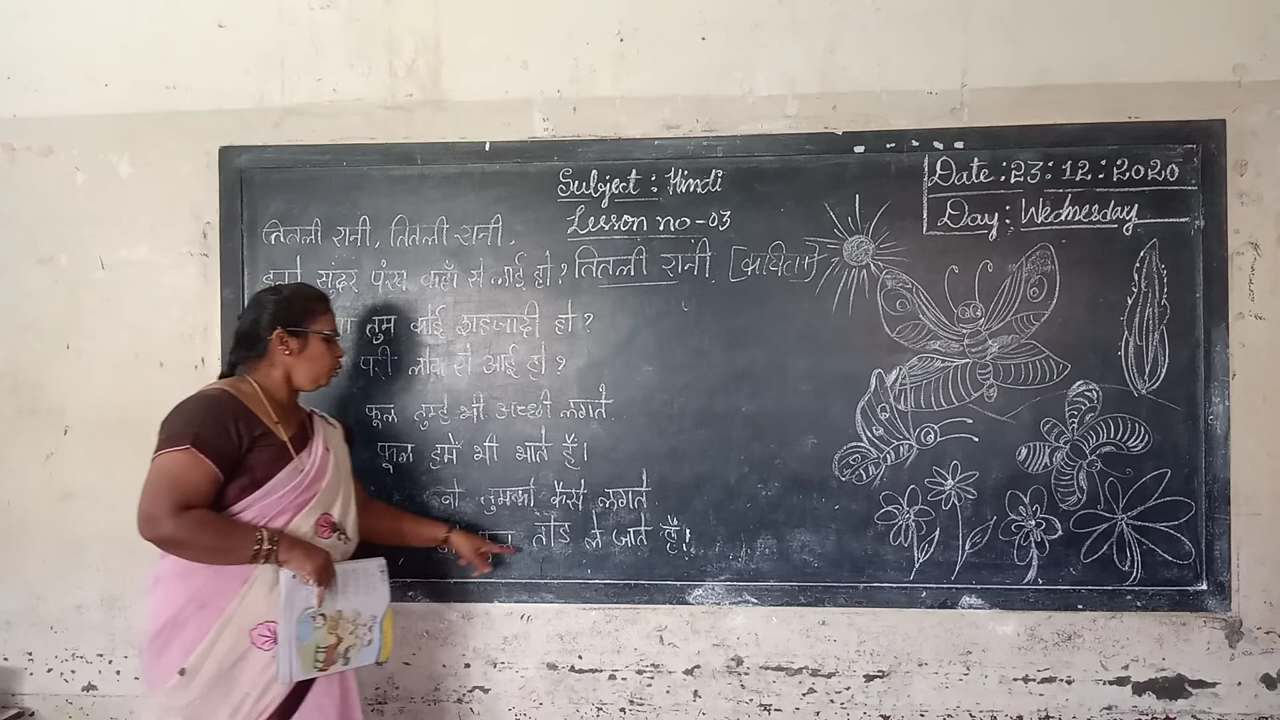 Subject : Hindi
Lesson no - 03
तितली रानी [कविता]
Date : 23 : 12 : 2020
Day : Wednesday
तितली रानी, तितली रानी,
इतने सुंदर पंख कहाँ से लाई हो?
तुम कोई शहजादी हो?
परी लोक से आई हो?
फूल तुम्हे भी अच्छे लगते
फूल हमें भी भाते हैं।
वो तुमको कैसे लगते
तोड ले जाते हैं।